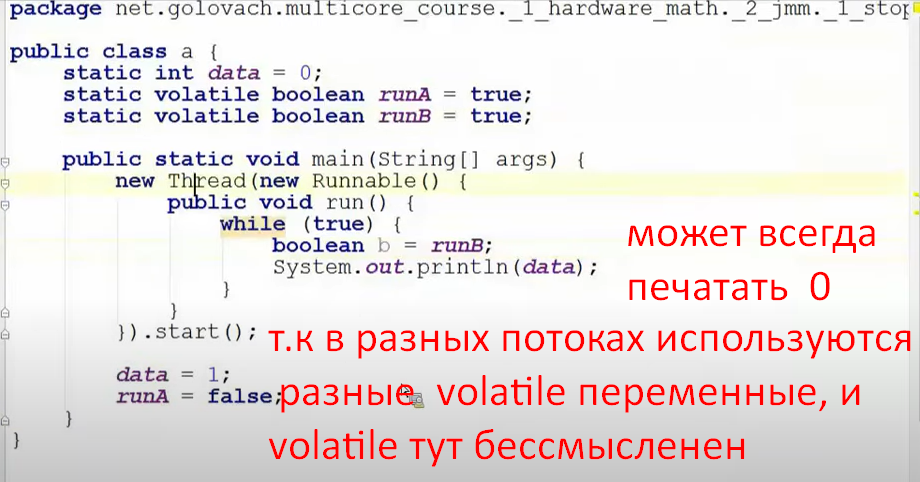 package net.golovach.multicore_course._1_hardware_math._2_jmm._1_stop
public class a {
static int data = 0;
static volatile boolean runA = true;
static volatile boolean runB = true;
public static void main(String[] args) {
new Thread(new Runnable() {
public void run() {
while (true) {
boolean b = runB;
System.out.println(data);
}
}
}).start();
data = 1;
runA = false;
}
}
может всегда
печатать 0
т.к в разных потоках используются
разные volatile переменные, и
volatile тут бессмысленен